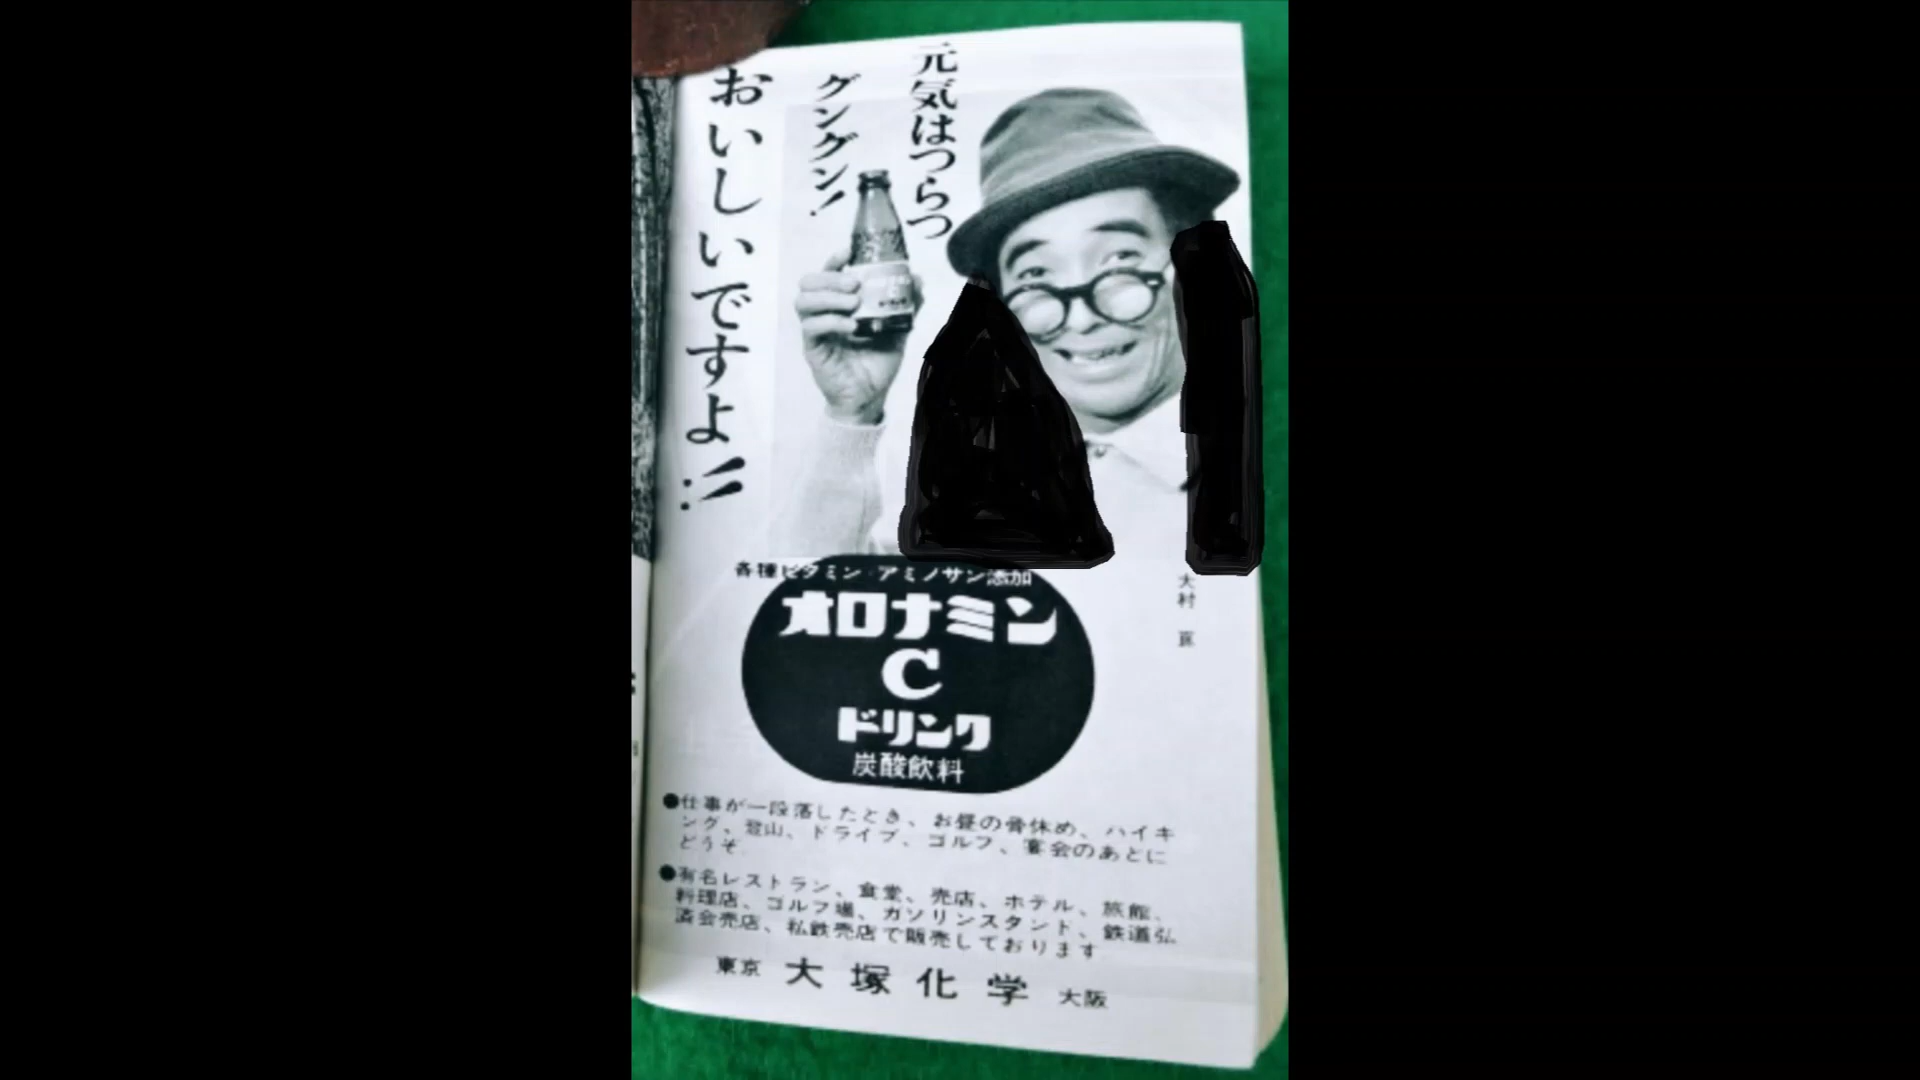 元気はつらつ
グングン!
おいしいですよ!!
大村 崑
各種ビタミン・アミノサン添加
オロナミン
C
ドリンク
炭酸飲料
●仕事が一段落したとき、お昼の骨休め、ハイキ
ング、登山、ドライブ、ゴルフ、宴会のあとに
どうぞ
●有名レストラン、食堂、売店、ホテル、旅館、
料理店、ゴルフ場、ガソリンスタンド、鉄道弘
済会売店、私鉄売店で販売しております
東京 大塚化学 大阪